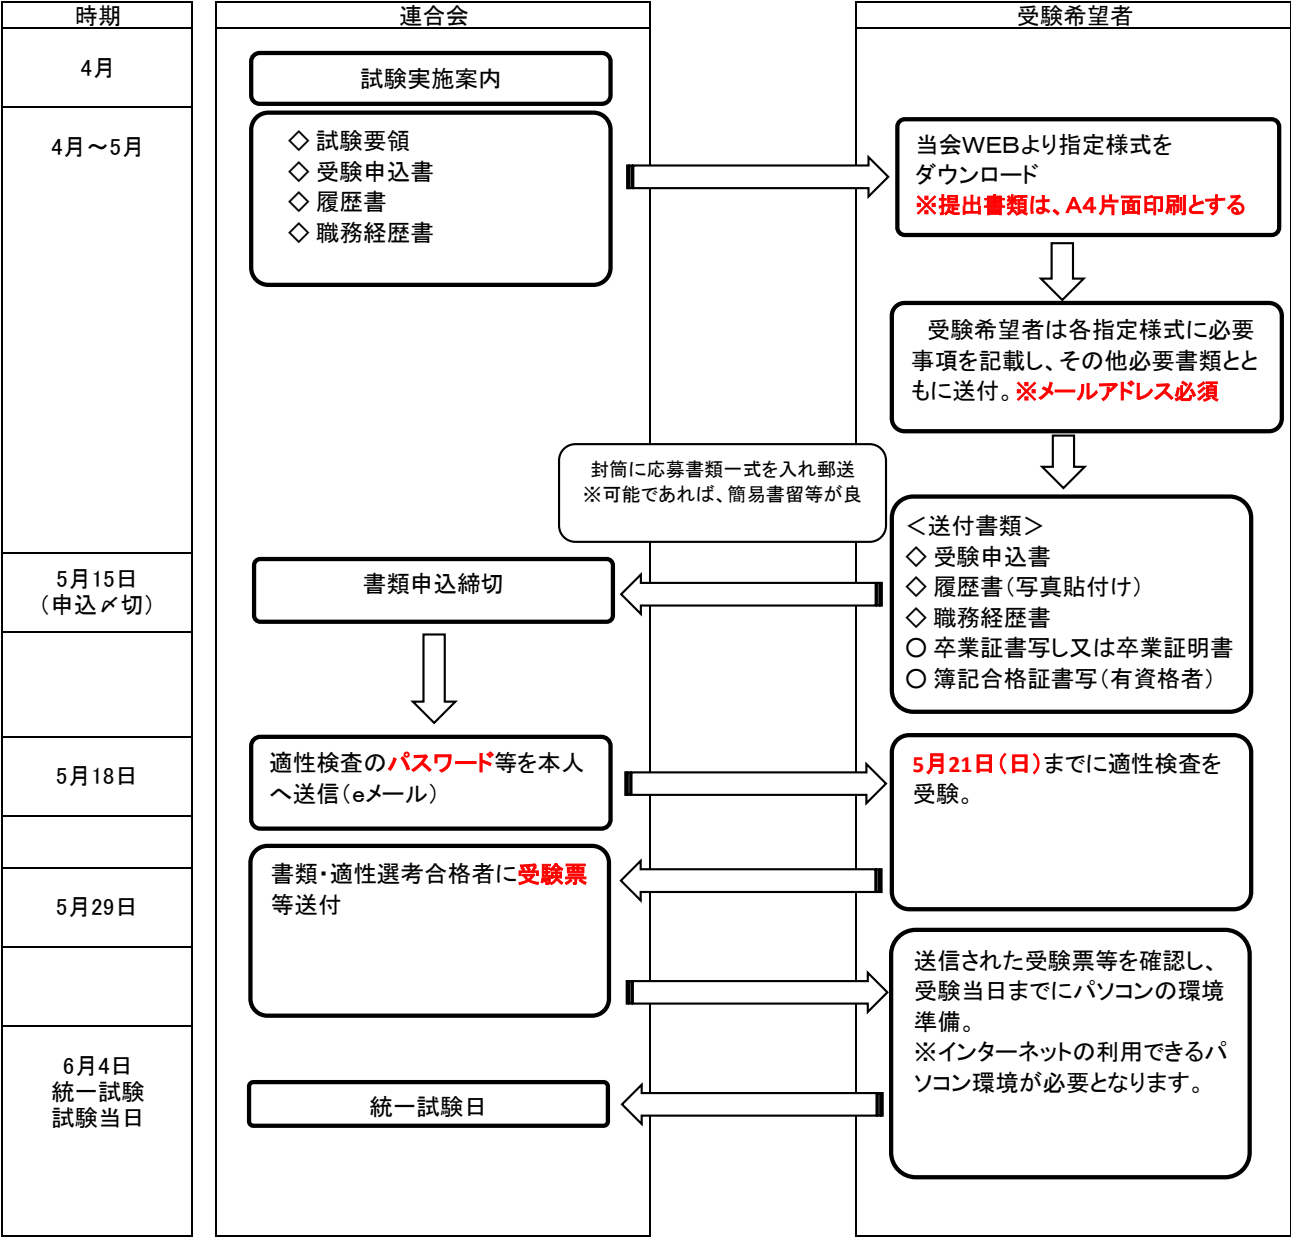 時期
連合会
受験希望者
4月
試験実施案内
4月～5月
◇ 試験要領
◇ 受験申込書
◇ 履歴書
◇ 職務経歴書
当会WEBより指定様式を
ダウンロード
※提出書類は、A4片面印刷とする
受験希望者は各指定様式に必要
事項を記載し、その他必要書類とと
もに送付。※メールアドレス必須
封筒に応募書類一式を入れ郵送
※可能であれば、簡易書留等が良
＜送付書類＞
◇ 受験申込書
◇ 履歴書（写真貼付け）
◇ 職務経歴書
○ 卒業証書写し又は卒業証明書
○ 簿記合格証書写（有資格者）
5月15日
（申込〆切）
書類申込締切
5月18日
適性検査のパスワード等を本人
へ送信（eメール）
5月21日（日）までに適性検査を
受験。
5月29日
書類・適性選考合格者に受験票
等送付
送信された受験票等を確認し、
受験当日までにパソコンの環境
準備。
※インターネットの利用できるパ
ソコン環境が必要となります。
6月4日
統一試験
試験当日
統一試験日